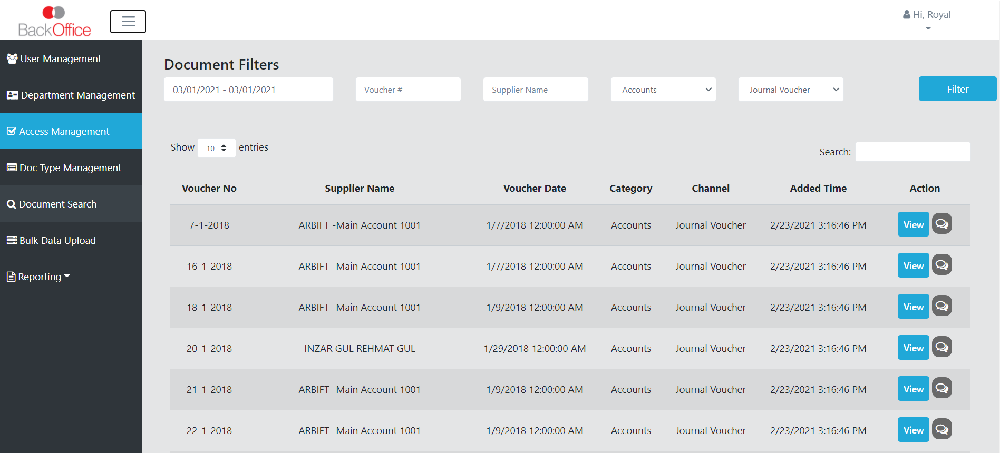 BackOffice
Hi, Royal
User Management
Department Management
Access Management
Doc Type Management
Document Search
Bulk Data Upload
Reporting
Document Filters
03/01/2021 - 03/01/2021 Voucher # Supplier Name Accounts Journal Voucher Filter
Show 10 entries
Search:
Voucher No Supplier Name Voucher Date Category Channel Added Time Action
7-1-2018 ARBIFT -Main Account 1001 1/7/2018 12:00:00 AM Accounts Journal Voucher 2/23/2021 3:16:46 PM View
16-1-2018 ARBIFT -Main Account 1001 1/7/2018 12:00:00 AM Accounts Journal Voucher 2/23/2021 3:16:46 PM View
18-1-2018 ARBIFT -Main Account 1001 1/9/2018 12:00:00 AM Accounts Journal Voucher 2/23/2021 3:16:46 PM View
20-1-2018 INZAR GUL REHMAT GUL 1/29/2018 12:00:00 AM Accounts Journal Voucher 2/23/2021 3:16:46 PM View
21-1-2018 ARBIFT -Main Account 1001 1/9/2018 12:00:00 AM Accounts Journal Voucher 2/23/2021 3:16:46 PM View
22-1-2018 ARBIFT -Main Account 1001 1/9/2018 12:00:00 AM Accounts Journal Voucher 2/23/2021 3:16:46 PM View